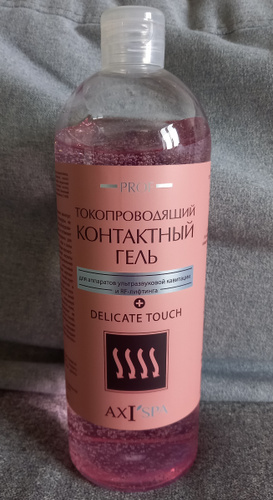 PROF
ТОКОПРОВОДЯЩИЙ
КОНТАКТНЫЙ
ГЕЛЬ
для аппаратов ультразвуковой кавитации
и RF-лифтинга
+
DELICATE TOUCH
AXI'SPA